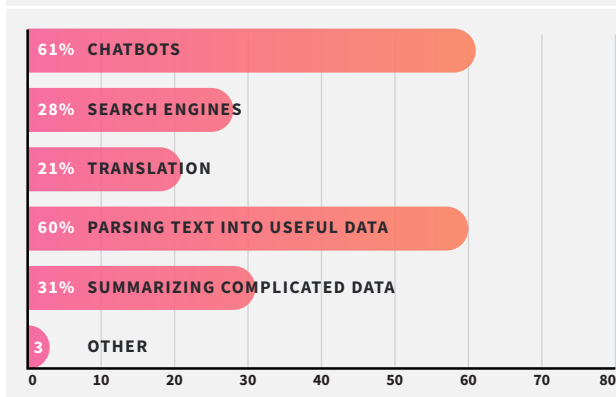 61% CHATBOTS
28% SEARCH ENGINES
21% TRANSLATION
60% PARSING TEXT INTO USEFUL DATA
31% SUMMARIZING COMPLICATED DATA
3 OTHER
0 10 20 30 40 50 60 70 80